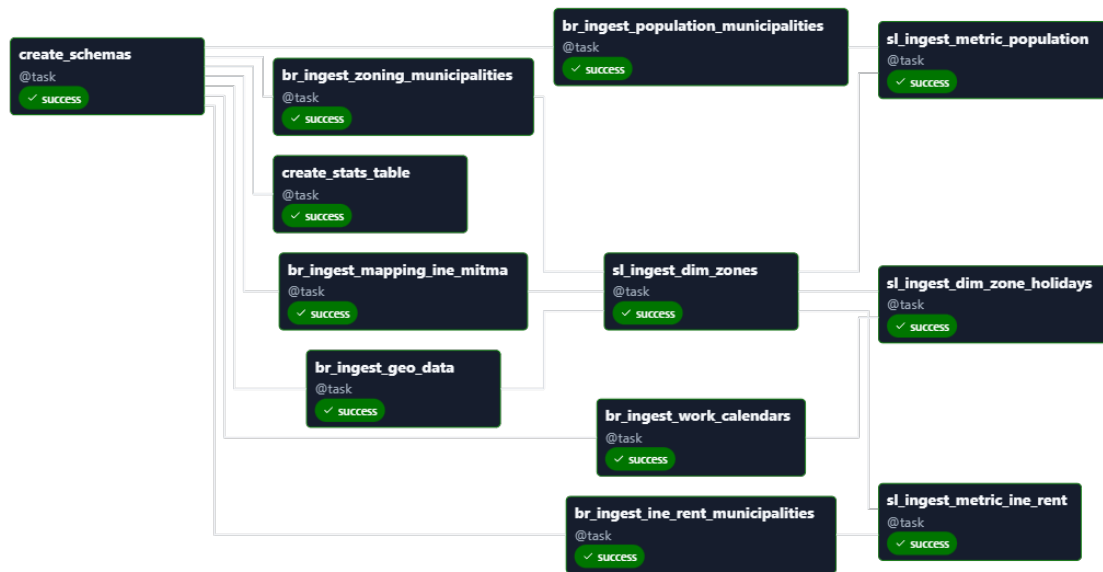 create_schemas
@task
success
br_ingest_zoning_municipalities
@task
success
create_stats_table
@task
success
br_ingest_mapping_ine_mitma
@task
success
br_ingest_geo_data
@task
success
br_ingest_population_municipalities
@task
success
sl_ingest_dim_zones
@task
success
br_ingest_work_calendars
@task
success
br_ingest_ine_rent_municipalities
@task
success
sl_ingest_metric_population
@task
success
sl_ingest_dim_zone_holidays
@task
success
sl_ingest_metric_ine_rent
@task
success